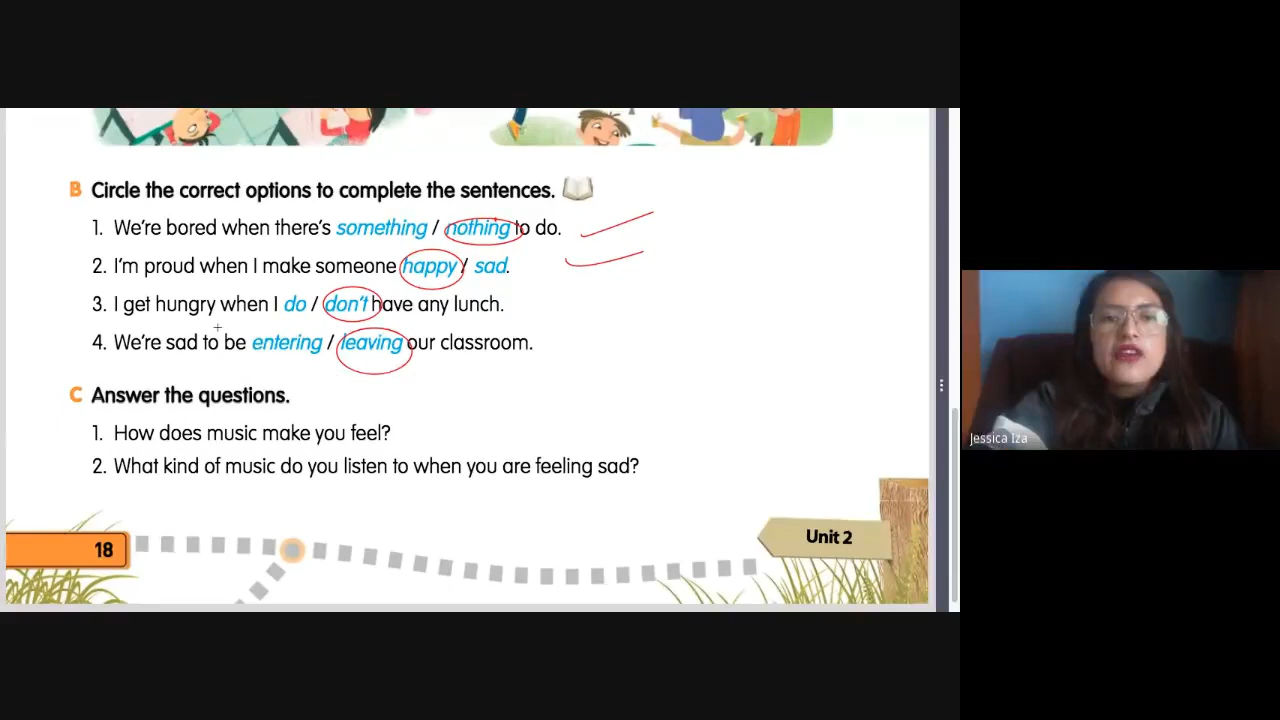 B Circle the correct options to complete the sentences.
1. We're bored when there's something / nothing to do.
2. I'm proud when I make someone happy / sad.
3. I get hungry when I do / don't have any lunch.
4. We're sad to be entering / leaving our classroom.
C Answer the questions.
1. How does music make you feel?
2. What kind of music do you listen to when you are feeling sad?
18
Unit 2
Jessica Iza